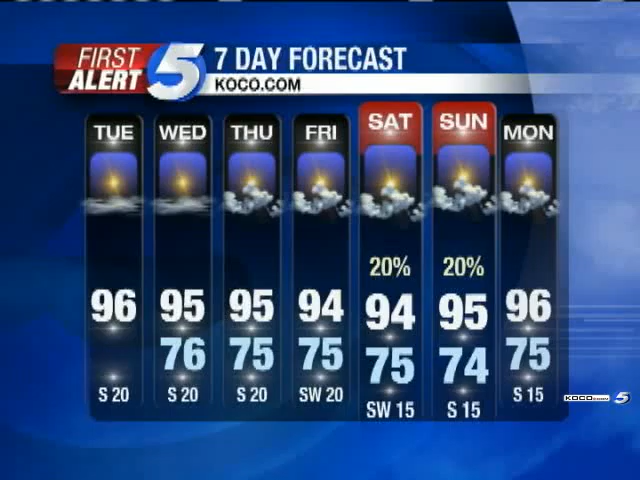 FIRST ALERT 5
7 DAY FORECAST
KOCO.COM
TUE WED THU FRI SAT SUN MON
20% 20%
96 95 95 94 94 95 96
76 75 75 75 74 75
S 20 S 20 S 20 SW 20 SW 15 S 15 S 15
KOCO.COM 5